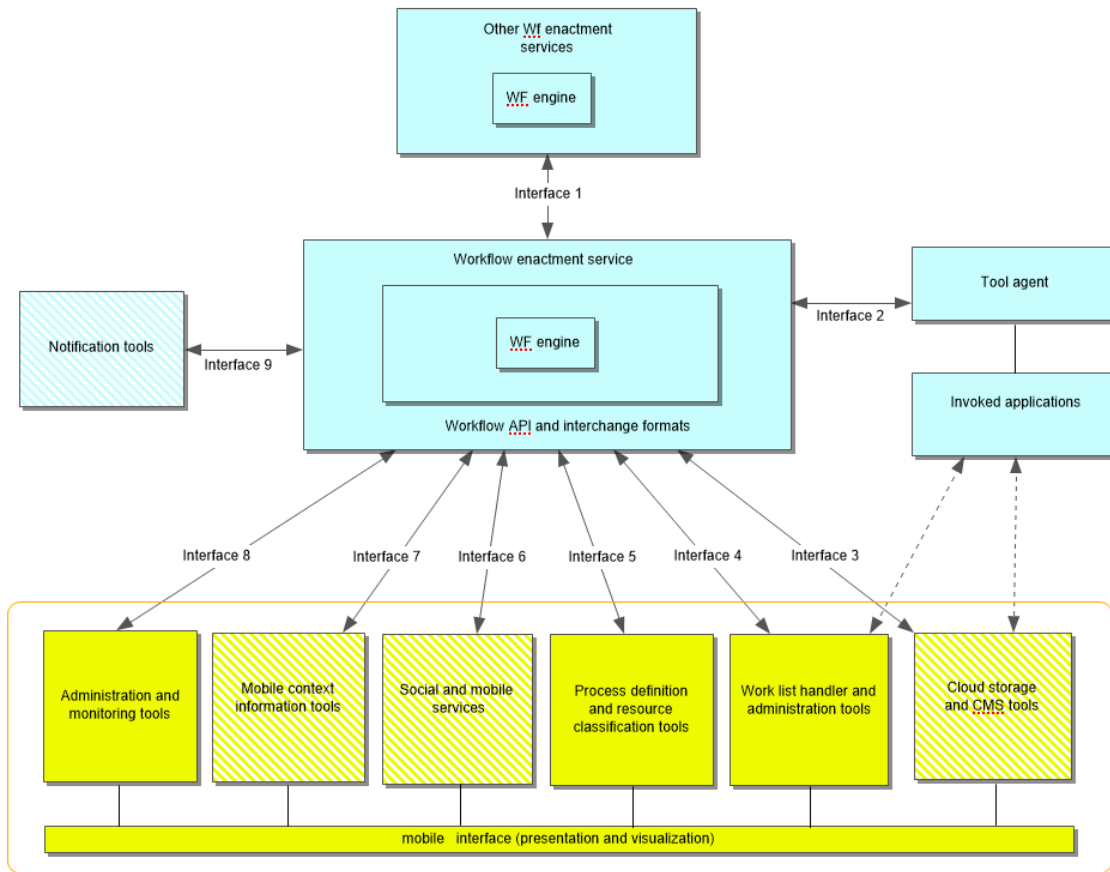 Other Wf enactment
services
WF engine
Interface 1
Workflow enactment service
WF engine
Workflow API and interchange formats
Tool agent
Interface 2
Invoked applications
Notification tools
Interface 9
Interface 8
Interface 7
Interface 6
Interface 5
Interface 4
Interface 3
Administration and
monitoring tools
Mobile context
information tools
Social and mobile
services
Process definition
and resource
classification tools
Work list handler and
administration tools
Cloud storage
and CMS tools
mobile interface (presentation and visualization)